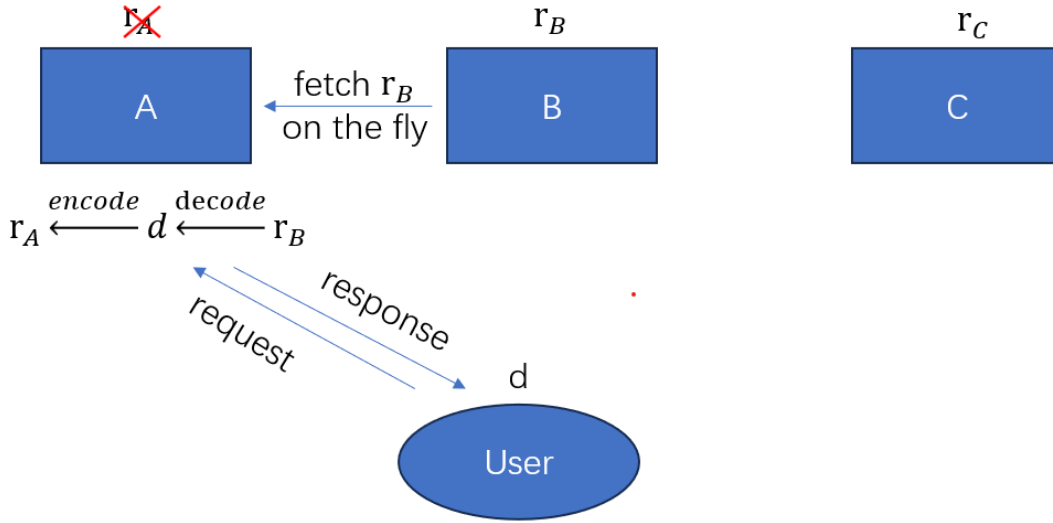 r_A
r_B
r_C
A
fetch r_B
on the fly
B
C
r_A ⟵encode d ⟵decode r_B
response
request
d
User